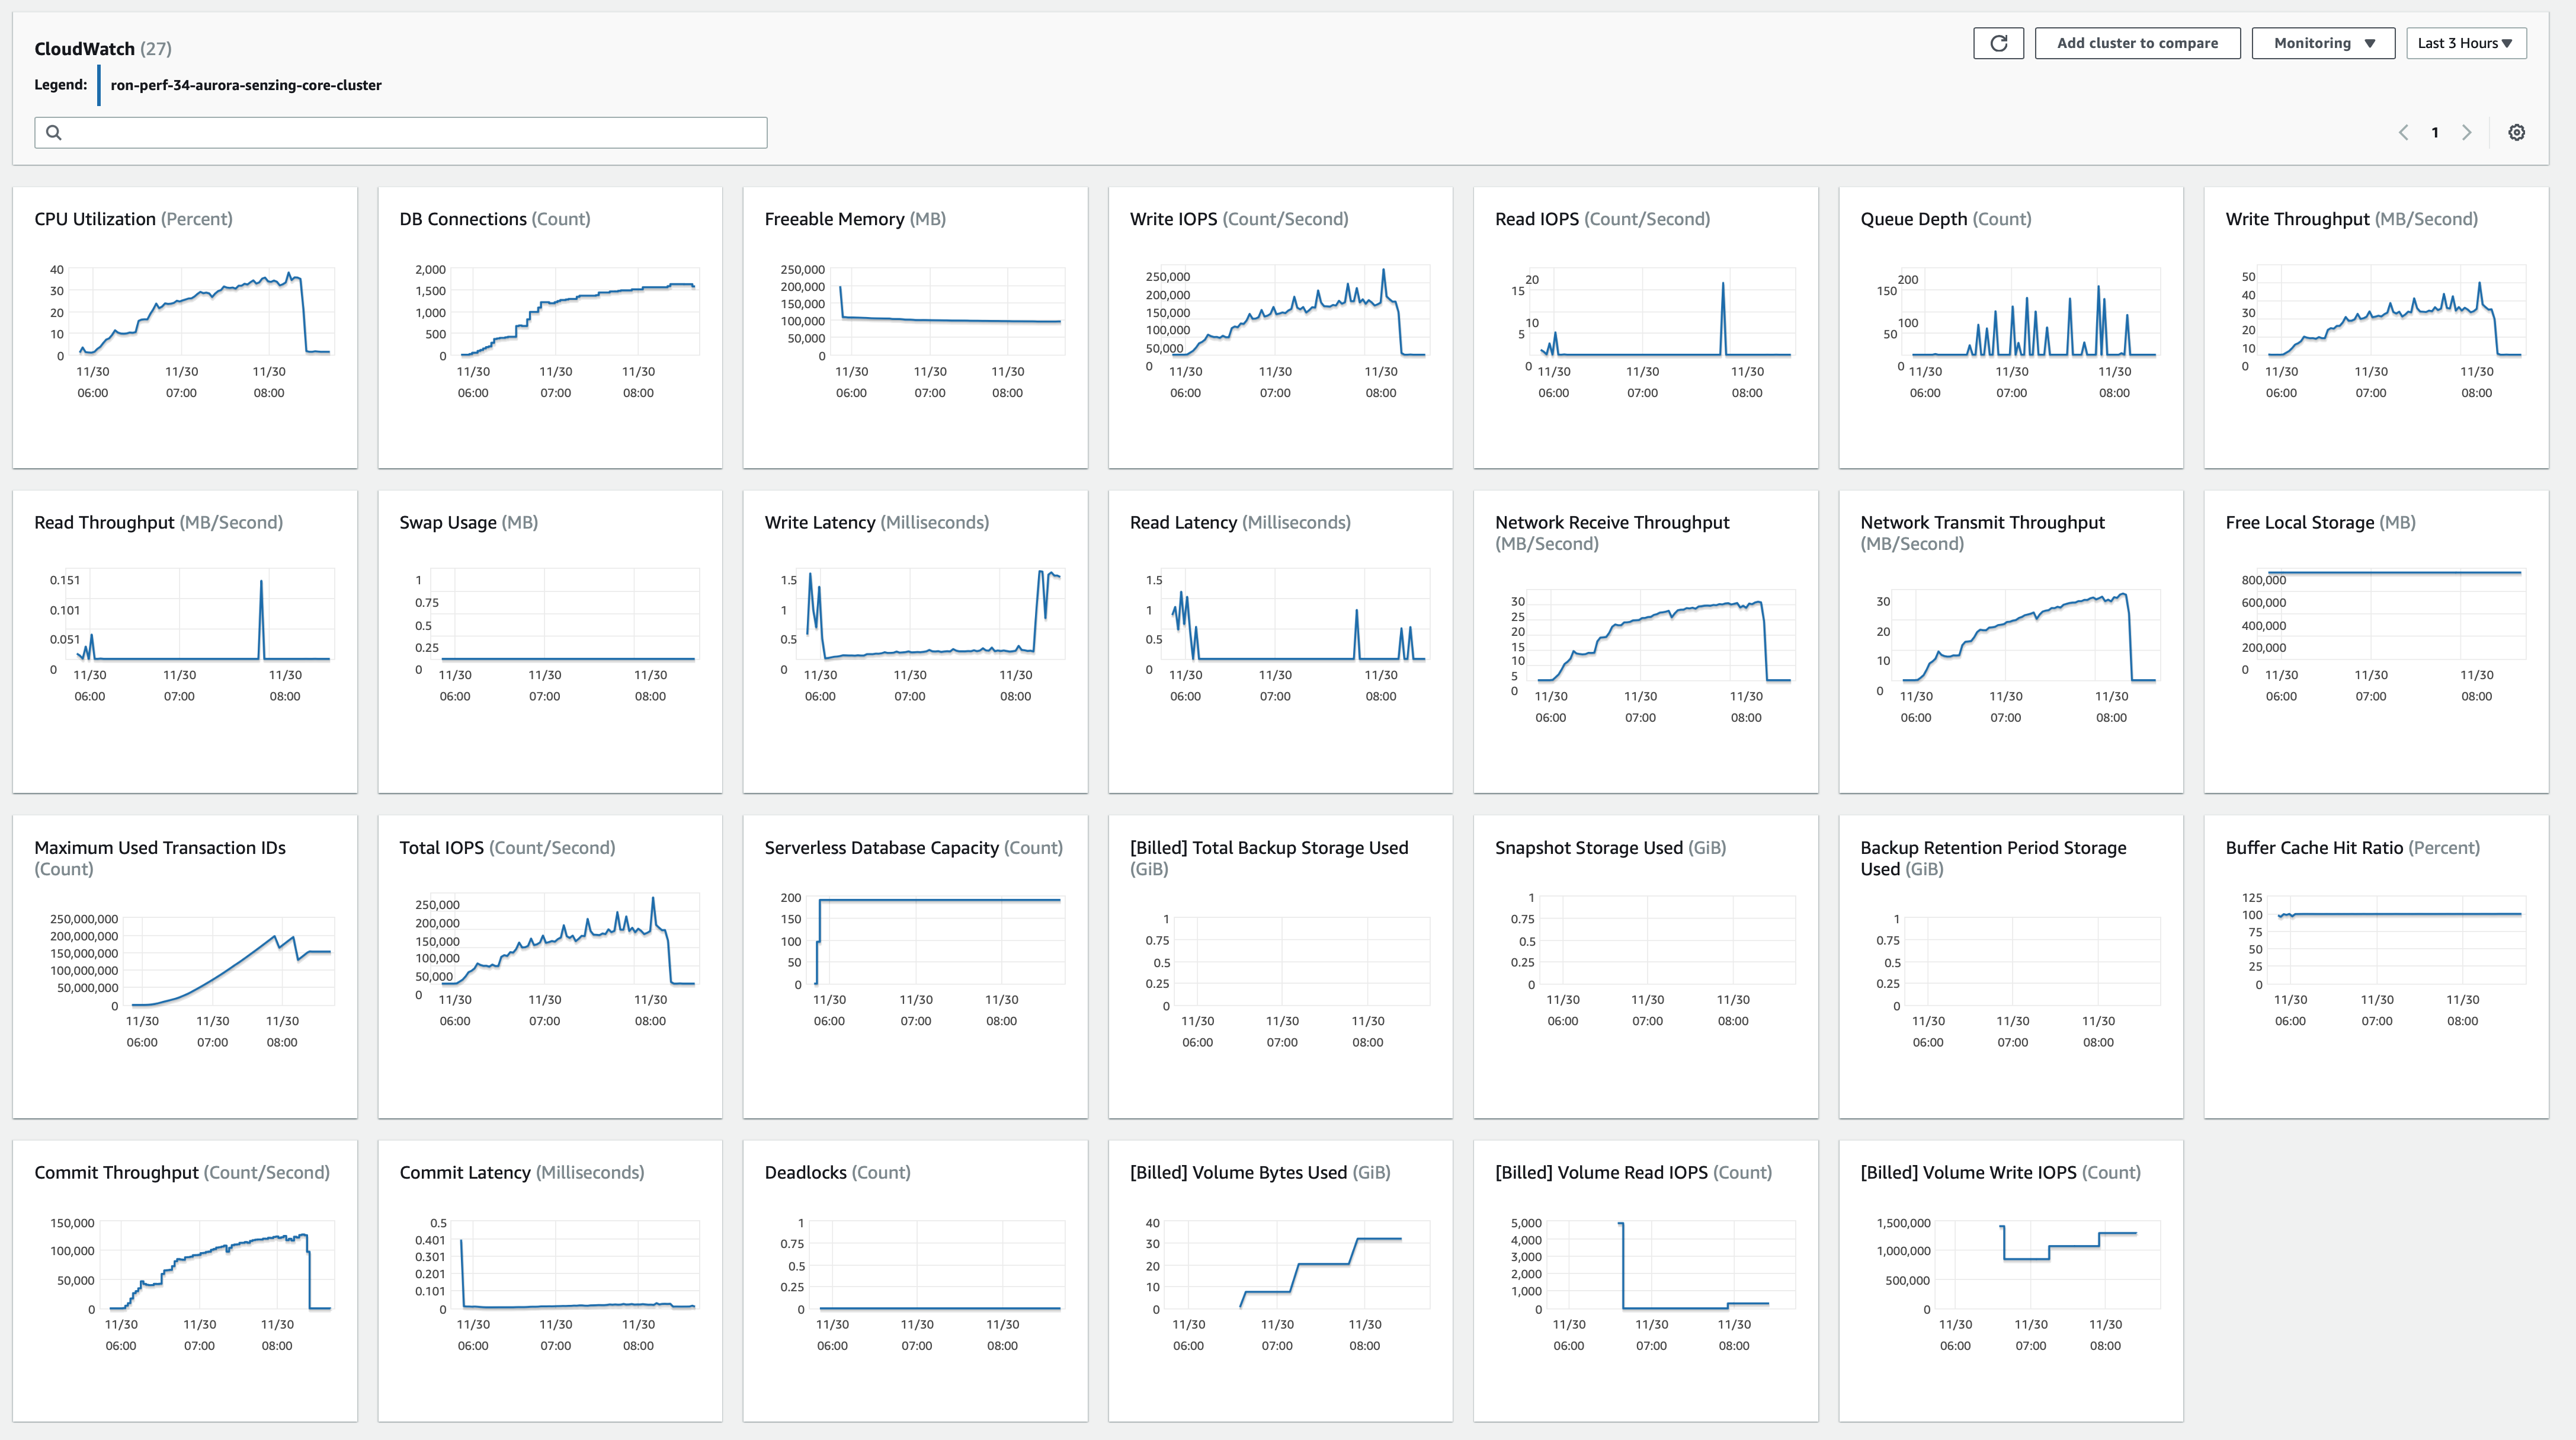 CloudWatch (27)
Add cluster to compare
Monitoring
Last 3 Hours
Legend:
ron-perf-34-aurora-senzing-core-cluster
1
CPU Utilization (Percent)
40
30
20
10
0
11/30 11/30 11/30
06:00 07:00 08:00
DB Connections (Count)
2,000
1,500
1,000
500
0
11/30 11/30 11/30
06:00 07:00 08:00
Freeable Memory (MB)
250,000
200,000
150,000
100,000
50,000
0
11/30 11/30 11/30
06:00 07:00 08:00
Write IOPS (Count/Second)
250,000
200,000
150,000
100,000
50,000
0
11/30 11/30 11/30
06:00 07:00 08:00
Read IOPS (Count/Second)
20
15
10
5
0
11/30 11/30 11/30
06:00 07:00 08:00
Queue Depth (Count)
200
150
100
50
0
11/30 11/30 11/30
06:00 07:00 08:00
Write Throughput (MB/Second)
50
40
30
20
10
0
11/30 11/30 11/30
06:00 07:00 08:00
Read Throughput (MB/Second)
0.151
0.101
0.051
0
11/30 11/30 11/30
06:00 07:00 08:00
Swap Usage (MB)
1
0.75
0.5
0.25
0
11/30 11/30 11/30
06:00 07:00 08:00
Write Latency (Milliseconds)
1.5
1
0.5
0
11/30 11/30 11/30
06:00 07:00 08:00
Read Latency (Milliseconds)
1.5
1
0.5
0
11/30 11/30 11/30
06:00 07:00 08:00
Network Receive Throughput
(MB/Second)
30
25
20
15
10
5
0
11/30 11/30 11/30
06:00 07:00 08:00
Network Transmit Throughput
(MB/Second)
30
20
10
0
11/30 11/30 11/30
06:00 07:00 08:00
Free Local Storage (MB)
800,000
600,000
400,000
200,000
0
11/30 11/30 11/30
06:00 07:00 08:00
Maximum Used Transaction IDs
(Count)
250,000,000
200,000,000
150,000,000
100,000,000
50,000,000
0
11/30 11/30 11/30
06:00 07:00 08:00
Total IOPS (Count/Second)
250,000
200,000
150,000
100,000
50,000
0
11/30 11/30 11/30
06:00 07:00 08:00
Serverless Database Capacity (Count)
200
150
100
50
0
11/30 11/30 11/30
06:00 07:00 08:00
[Billed] Total Backup Storage Used
(GiB)
1
0.75
0.5
0.25
0
11/30 11/30 11/30
06:00 07:00 08:00
Snapshot Storage Used (GiB)
1
0.75
0.5
0.25
0
11/30 11/30 11/30
06:00 07:00 08:00
Backup Retention Period Storage
Used (GiB)
1
0.75
0.5
0.25
0
11/30 11/30 11/30
06:00 07:00 08:00
Buffer Cache Hit Ratio (Percent)
125
100
75
50
25
0
11/30 11/30 11/30
06:00 07:00 08:00
Commit Throughput (Count/Second)
150,000
100,000
50,000
0
11/30 11/30 11/30
06:00 07:00 08:00
Commit Latency (Milliseconds)
0.5
0.401
0.301
0.201
0.101
0
11/30 11/30 11/30
06:00 07:00 08:00
Deadlocks (Count)
1
0.75
0.5
0.25
0
11/30 11/30 11/30
06:00 07:00 08:00
[Billed] Volume Bytes Used (GiB)
40
30
20
10
0
11/30 11/30 11/30
06:00 07:00 08:00
[Billed] Volume Read IOPS (Count)
5,000
4,000
3,000
2,000
1,000
0
11/30 11/30 11/30
06:00 07:00 08:00
[Billed] Volume Write IOPS (Count)
1,500,000
1,000,000
500,000
0
11/30 11/30 11/30
06:00 07:00 08:00